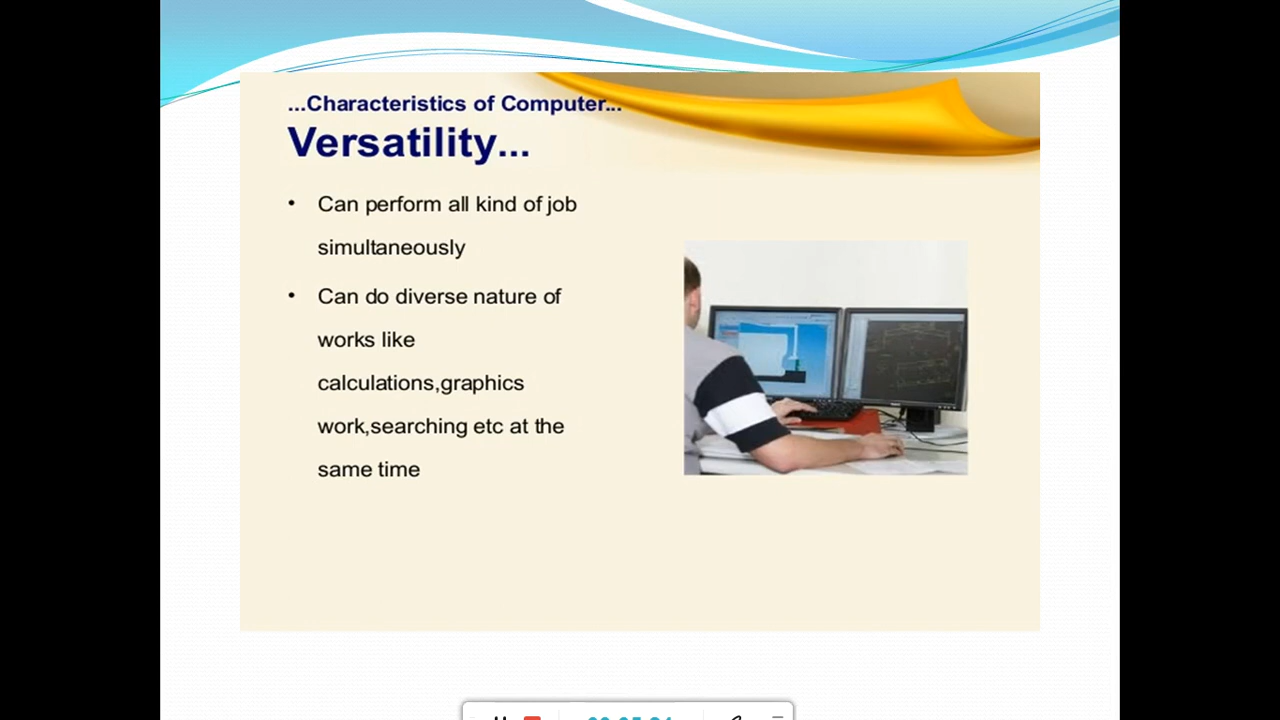 ...Characteristics of Computer...
Versatility...
• Can perform all kind of job
simultaneously
• Can do diverse nature of
works like
calculations,graphics
work,searching etc at the
same time